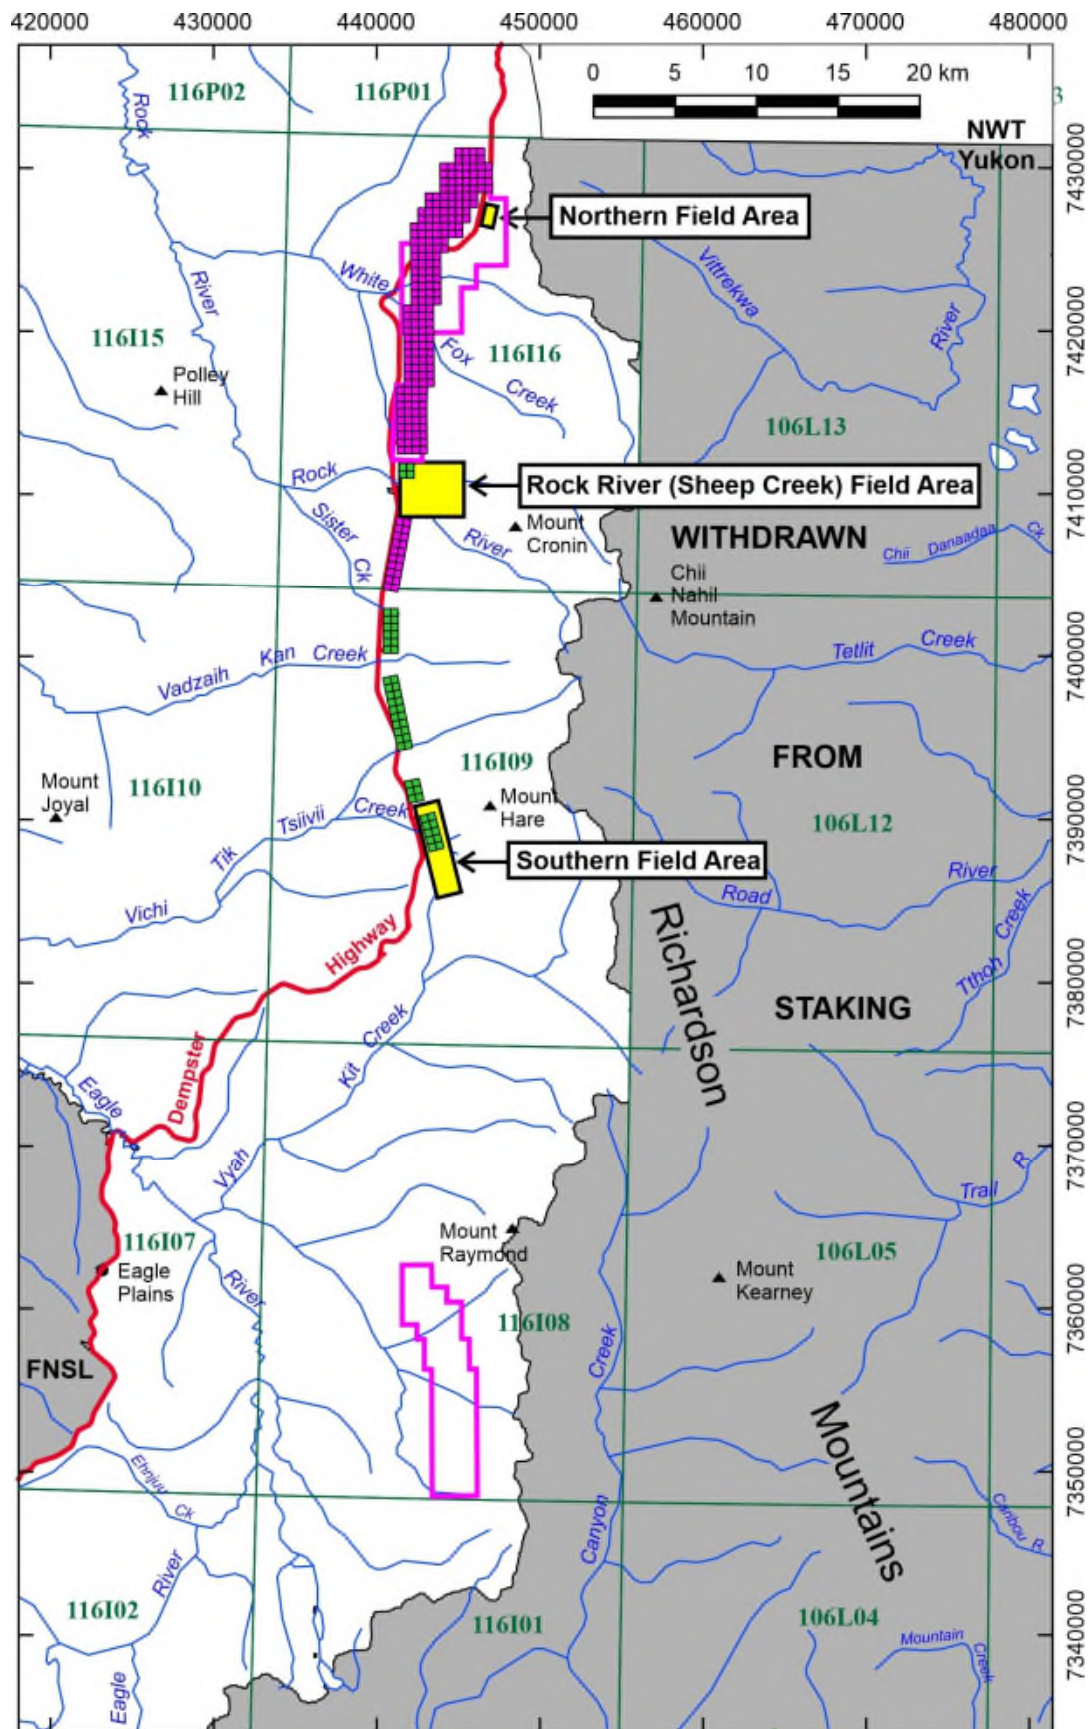 420000 430000 440000 450000 460000 470000 480000
0 5 10 15 20 km
116P02
116P01
3
Rock
NWT
Yukon
7430000
Northern Field Area
White
River
Vittrekwa
River
7420000
116I15
Fox
116I16
Creek
Polley
Hill
106L13
Rock
Rock River (Sheep Creek) Field Area
7410000
Sister
Ck
River
Mount
Cronin
WITHDRAWN
Chii Danaadaa Ck
Chii
Nahil
Mountain
Vadzaih Kan Creek
Tetlit Creek
7400000
116I09
FROM
Mount
Joyal
116I10
Tik Tsiivii Creek
Mount
Hare
106L12
7390000
Southern Field Area
River
Road
Vichi
Creek
Tthoh
Highway
Richardson
7380000
STAKING
Creek
Kit
Dempster
Eagle
Vyah
7370000
R
Trail
116I07
Mount
Raymond
106L05
Eagle
Plains
Mount
Kearney
River
7360000
116I08
Creek
FNSL
Mountains
Ehnjuu
Ck
7350000
Canyon
Caribou R
River
116I02
116I01
106L04
7340000
Mountain
Creek
Eagle